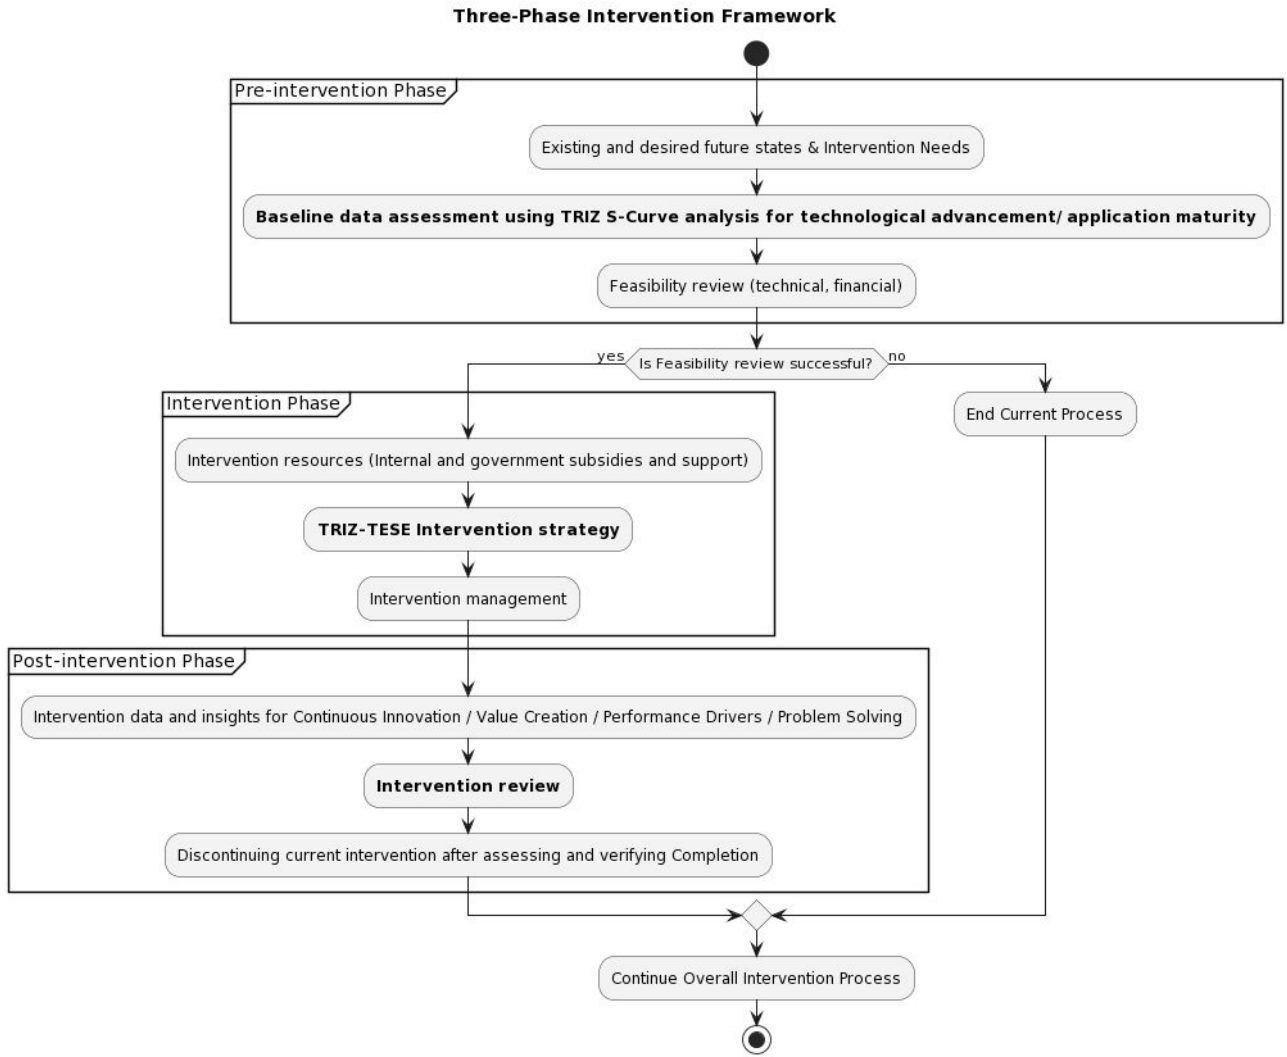 Three-Phase Intervention Framework
Pre-intervention Phase
Existing and desired future states & Intervention Needs
Baseline data assessment using TRIZ S-Curve analysis for technological advancement/ application maturity
Feasibility review (technical, financial)
yes
Is Feasibility review successful?
no
Intervention Phase
End Current Process
Intervention resources (Internal and government subsidies and support)
TRIZ-TESE Intervention strategy
Intervention management
Post-intervention Phase
Intervention data and insights for Continuous Innovation / Value Creation / Performance Drivers / Problem Solving
Intervention review
Discontinuing current intervention after assessing and verifying Completion
Continue Overall Intervention Process